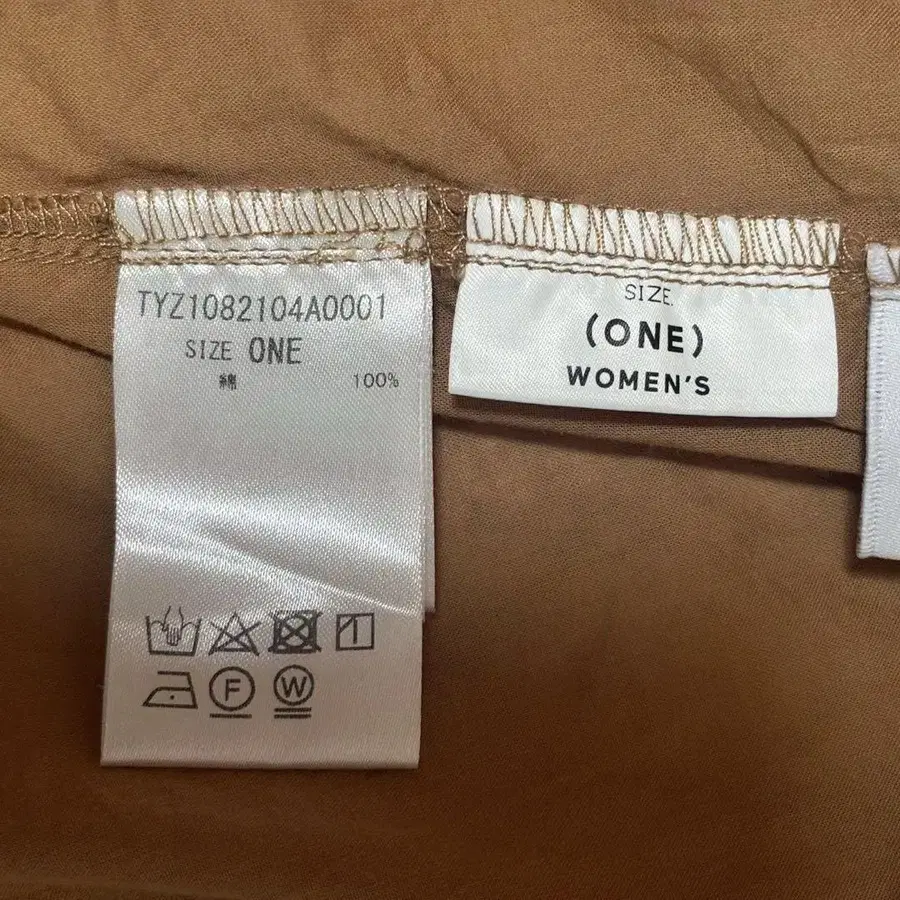 TYZ1082104A0001
SIZE ONE
綿 100%
F W
SIZE
(ONE)
WOMEN'S